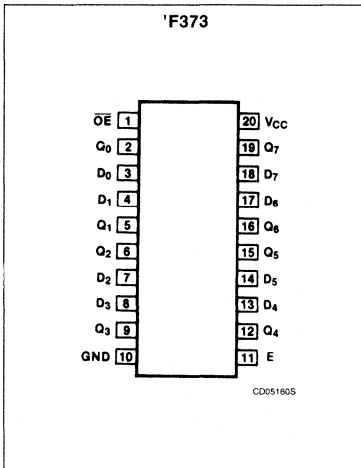 'F373
OE 1 20 VCC
Q0 2 19 Q7
D0 3 18 D7
D1 4 17 D6
Q1 5 16 Q6
Q2 6 15 Q5
D2 7 14 D5
D3 8 13 D4
Q3 9 12 Q4
GND 10 11 E
CD05160S